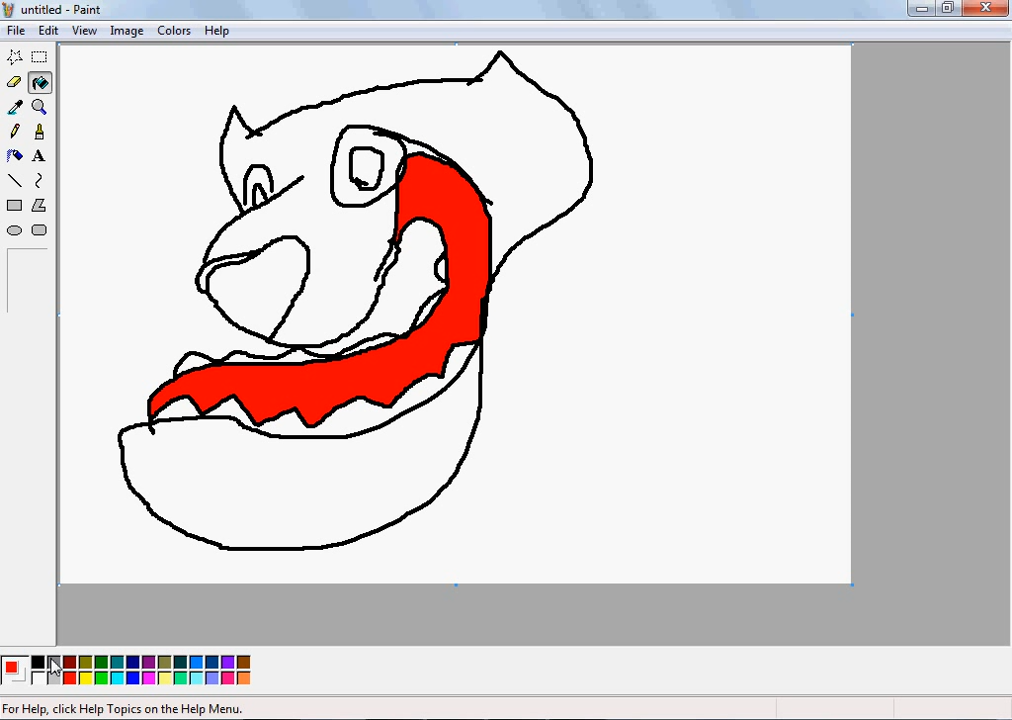 untitled - Paint
File Edit View Image Colors Help
A
For Help, click Help Topics on the Help Menu.